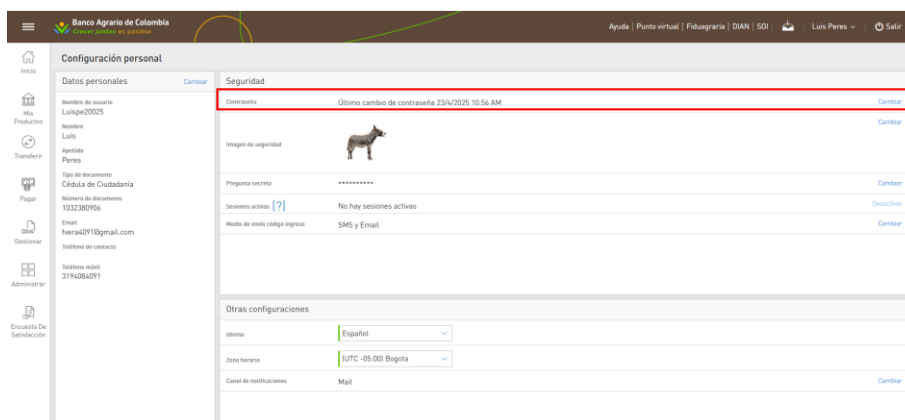 Banco Agrario de Colombia
Crecer juntos es posible
Ayuda | Punto virtual | Fiduagraria | DIAN | SOI
Luis Peres
Salir
Inicio
Mis Productos
Transferir
Pagar
Gestionar
Administrar
Encuesta De Satisfacción
Configuración personal
Datos personales
Cambiar
Nombre de usuario
Luispe20025
Nombre
Luis
Apellido
Peres
Tipo de documento
Cédula de Ciudadanía
Número de documento
1032380906
Email
fvera4091@gmail.com
Teléfono de contacto
Teléfono móvil
3194084091
Seguridad
Contraseña
Último cambio de contraseña 23/4/2025 10:56 AM
Cambiar
Imagen de seguridad
Cambiar
Pregunta secreta
**********
Cambiar
Sesiones activas [?]
No hay sesiones activas
Desactivar
Medio de envío código ingreso
SMS y Email
Cambiar
Otras configuraciones
Idioma
Español
Zona horaria
(UTC -05:00) Bogota
Canal de notificaciones
Mail
Cambiar